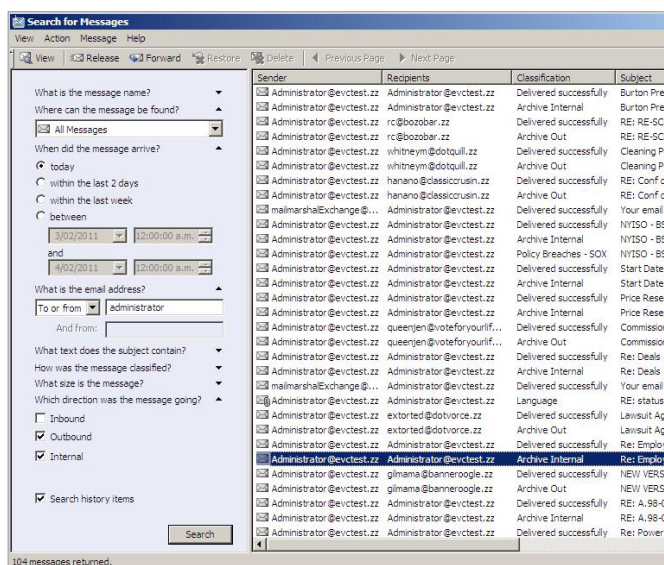 Search for Messages
View Action Message Help
View Release Forward Restore Delete Previous Page Next Page
What is the message name?
Where can the message be found?
All Messages
When did the message arrive?
today
within the last 2 days
within the last week
between
3/02/2011 12:00:00 a.m.
and
4/02/2011 12:00:00 a.m.
What is the email address?
To or from administrator
And from:
What text does the subject contain?
How was the message classified?
What size is the message?
Which direction was the message going?
Inbound
Outbound
Internal
Search history items
Search
Sender Recipients Classification Subject
Administrator@evctest.zz Administrator@evctest.zz Delivered successfully Burton Pre
Administrator@evctest.zz Administrator@evctest.zz Archive Internal Burton Pre
Administrator@evctest.zz rc@bozobar.zz Delivered successfully RE: RE-SC
Administrator@evctest.zz rc@bozobar.zz Archive Out RE: RE-SC
Administrator@evctest.zz whitneym@dotquill.zz Delivered successfully Cleaning P
Administrator@evctest.zz whitneym@dotquill.zz Archive Out Cleaning P
Administrator@evctest.zz hanano@classiccrusin.zz Delivered successfully RE: Conf c
Administrator@evctest.zz hanano@classiccrusin.zz Archive Out RE: Conf c
mailmarshalExchange@... Administrator@evctest.zz Delivered successfully Your email
Administrator@evctest.zz Administrator@evctest.zz Delivered successfully NYISO - BS
Administrator@evctest.zz Administrator@evctest.zz Archive Internal NYISO - BS
Administrator@evctest.zz Administrator@evctest.zz Policy Breaches - SOX NYISO - BS
Administrator@evctest.zz Administrator@evctest.zz Delivered successfully Start Date
Administrator@evctest.zz Administrator@evctest.zz Archive Internal Start Date
Administrator@evctest.zz Administrator@evctest.zz Delivered successfully Price Rese
Administrator@evctest.zz Administrator@evctest.zz Archive Internal Price Rese
Administrator@evctest.zz queenjen@voteforyourlif... Delivered successfully Commission
Administrator@evctest.zz queenjen@voteforyourlif... Archive Out Commission
Administrator@evctest.zz Administrator@evctest.zz Delivered successfully Re: Deals
Administrator@evctest.zz Administrator@evctest.zz Archive Internal Re: Deals
mailmarshalExchange@... Administrator@evctest.zz Delivered successfully Your email
Administrator@evctest.zz Administrator@evctest.zz Language RE: status
Administrator@evctest.zz extorted@dotvorce.zz Delivered successfully Lawsuit Ag
Administrator@evctest.zz extorted@dotvorce.zz Archive Out Lawsuit Ag
Administrator@evctest.zz Administrator@evctest.zz Delivered successfully Re: Employ
Administrator@evctest.zz Administrator@evctest.zz Archive Internal Re: Employ
Administrator@evctest.zz gilmama@banneroogle.zz Delivered successfully NEW VERS
Administrator@evctest.zz gilmama@banneroogle.zz Archive Out NEW VERS
Administrator@evctest.zz Administrator@evctest.zz Delivered successfully RE: A.98-0
Administrator@evctest.zz Administrator@evctest.zz Archive Internal RE: A.98-0
Administrator@evctest.zz Administrator@evctest.zz Delivered successfully Re: Power
104 messages returned.